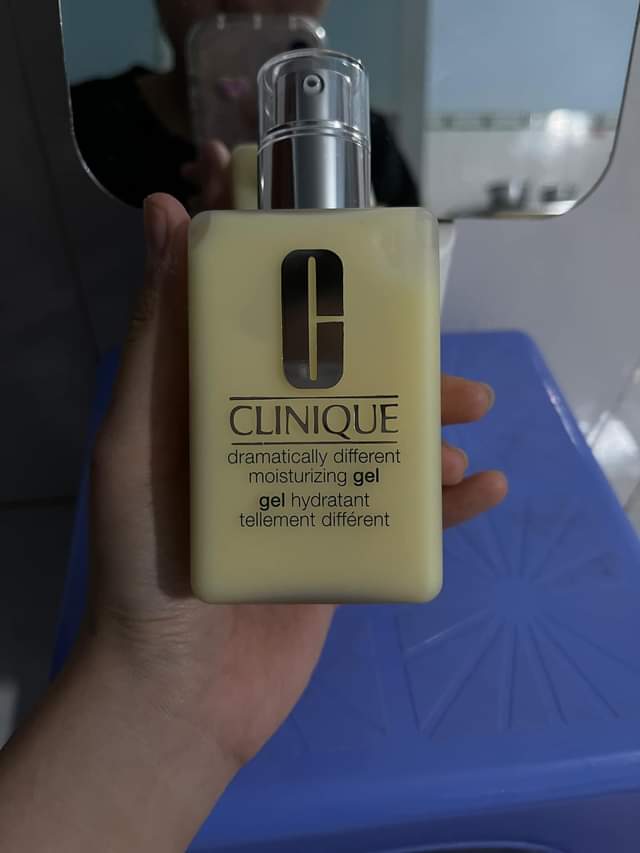 C
CLINIQUE
dramatically different
moisturizing gel
gel hydratant
tellement différent